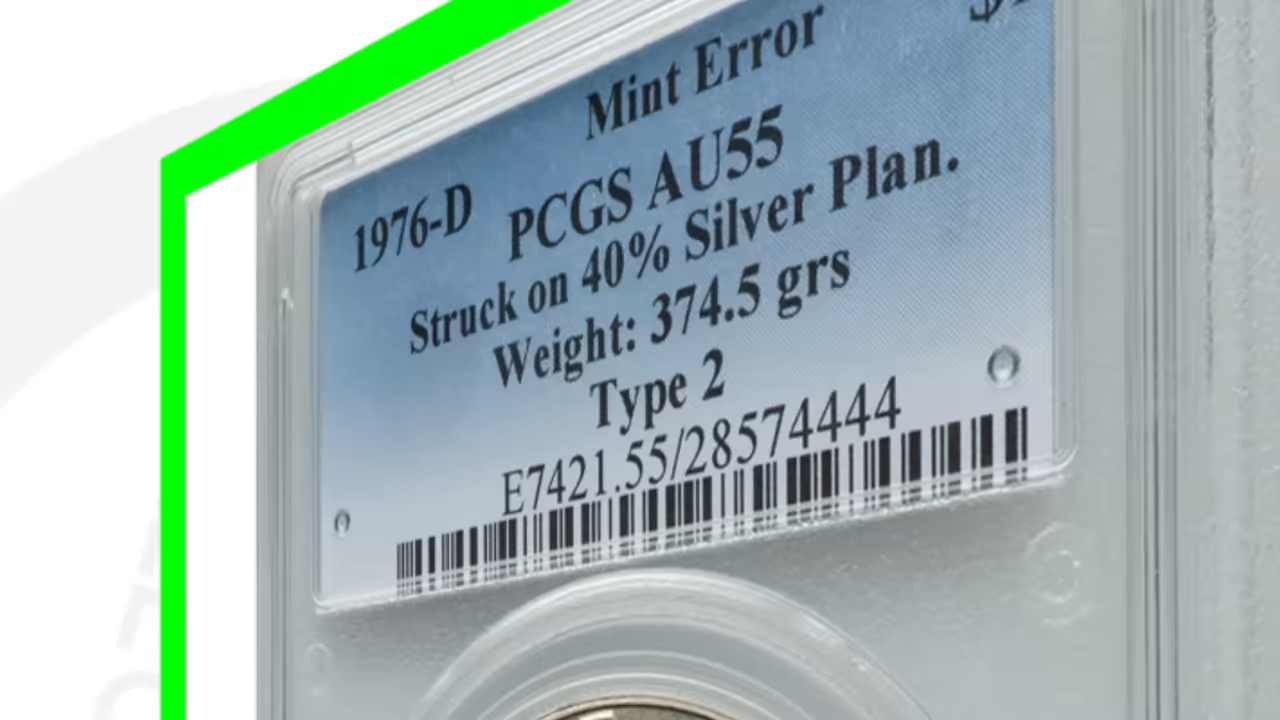 $1
Mint Error
1976-D
PCGS AU55
Struck on 40% Silver Plan.
Weight: 374.5 grs
Type 2
E7421.55/28574444